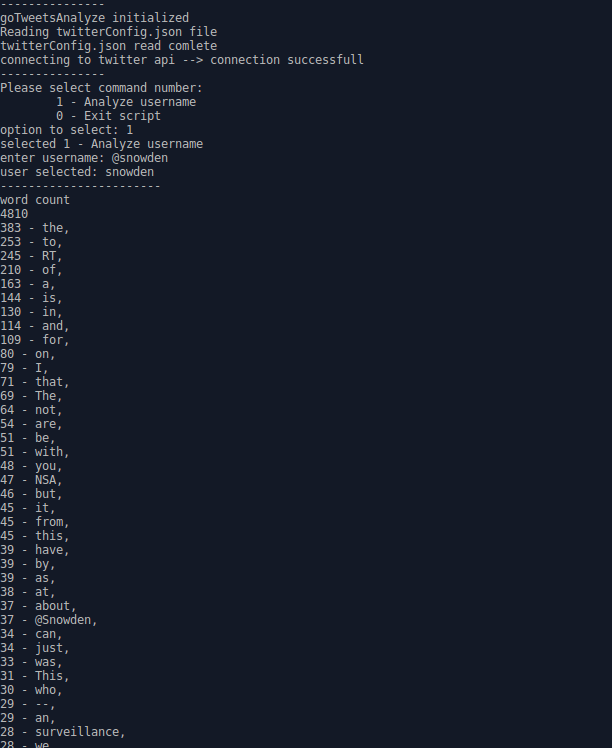 ---------------
goTweetsAnalyze initialized
Reading twitterConfig.json file
twitterConfig.json read comlete
connecting to twitter api --> connection successfull
---------------
Please select command number:
        1 - Analyze username
        0 - Exit script
option to select: 1
selected 1 - Analyze username
enter username: @snowden
user selected: snowden
-----------------------
word count
4810
383 - the,
253 - to,
245 - RT,
210 - of,
163 - a,
144 - is,
130 - in,
114 - and,
109 - for,
80 - on,
79 - I,
71 - that,
69 - The,
64 - not,
54 - are,
51 - be,
51 - with,
48 - you,
47 - NSA,
46 - but,
45 - it,
45 - from,
45 - this,
39 - have,
39 - by,
39 - as,
38 - at,
37 - about,
37 - @Snowden,
34 - can,
34 - just,
33 - was,
31 - This,
30 - who,
29 - --,
29 - an,
28 - surveillance,
28 - we